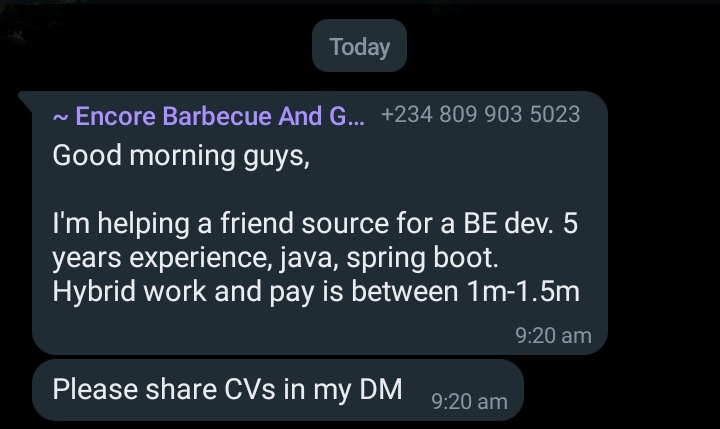 Today
~ Encore Barbecue And G... +234 809 903 5023
Good morning guys,
I'm helping a friend source for a BE dev. 5
years experience, java, spring boot.
Hybrid work and pay is between 1m-1.5m
9:20 am
Please share CVs in my DM 9:20 am